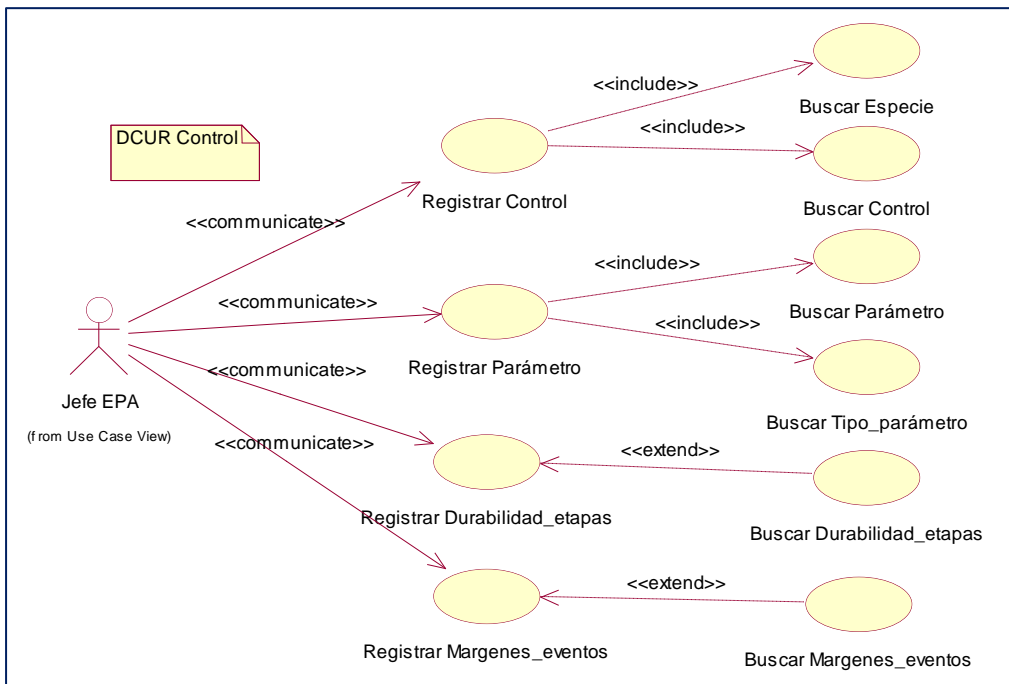 <<include>>
Buscar Especie
DCUR Control
<<include>>
Registrar Control
Buscar Control
<<communicate>>
<<include>>
<<communicate>>
Buscar Parámetro
<<include>>
Registrar Parámetro
<<communicate>>
Jefe EPA
(from Use Case View)
Buscar Tipo_parámetro
<<communicate>>
<<extend>>
Registrar Durabilidad_etapas
Buscar Durabilidad_etapas
<<extend>>
Registrar Margenes_eventos
Buscar Margenes_eventos